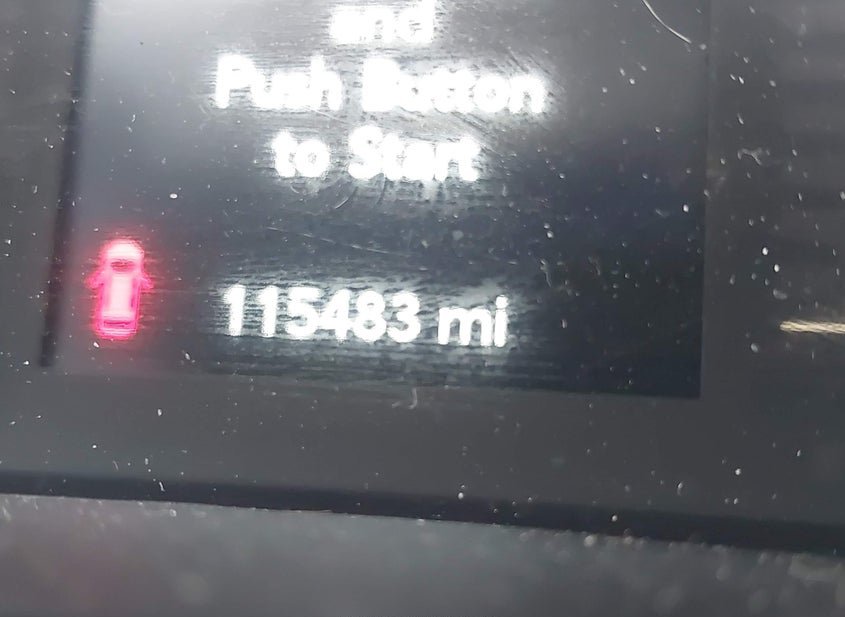 and
Push Button
to Start
115483 mi